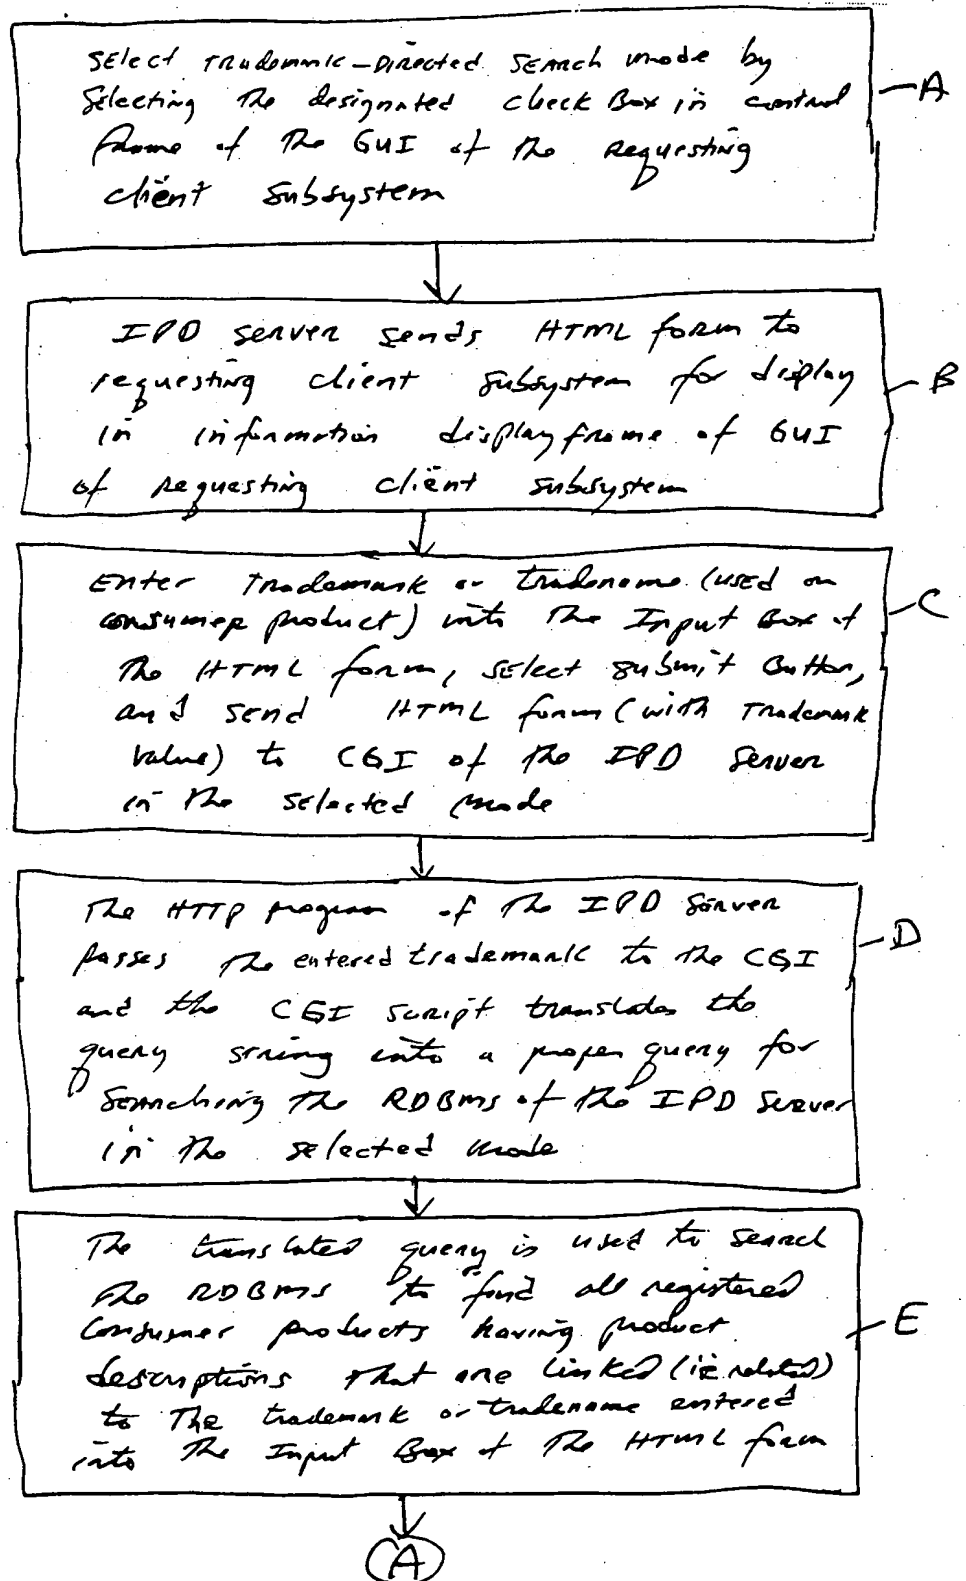 Select Trademark-Directed Search mode by
Selecting the designated check Box in control
frame of the GUI of the requesting
client subsystem
A
IPD server sends HTML form to
requesting client subsystem for display
in information display frame of GUI
of requesting client subsystem
B
Enter Trademark or tradename (used on
consumer product) into the Input Box of
the HTML form, select submit Button,
and send HTML form (with Trademark
value) to CGI of the IPD Server
in the selected mode
C
The HTTP program of the IPD Server
passes the entered trademark to the CGI
and the CGI script translates the
query string into a proper query for
Searching the RDBMS of the IPD Server
in the selected mode
D
The translated query is used to search
the RDBMS to find all registered
Consumer products having product
descriptions that are linked (ie related)
to The trademark or tradename entered
into The Input Box of The HTML form
E
A